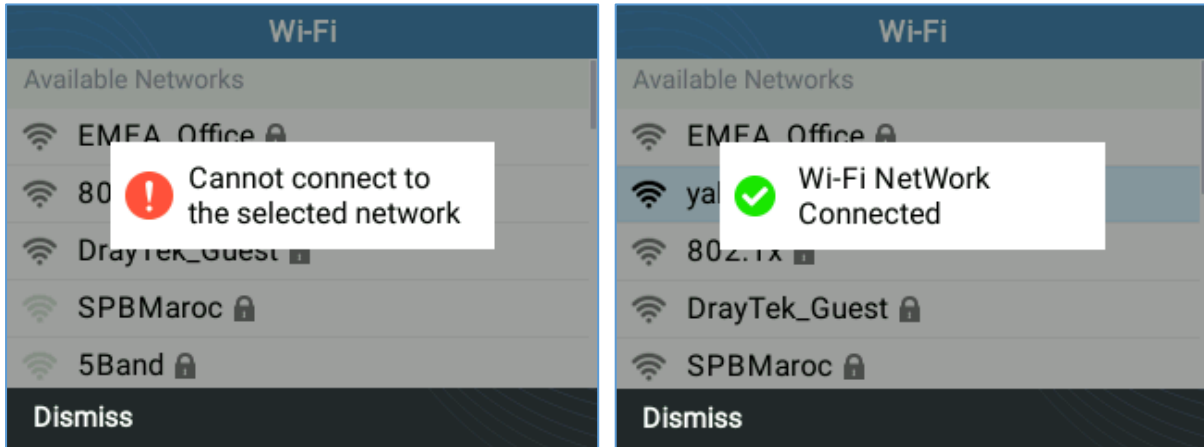 Wi-Fi
Available Networks
EMEA_Office
80
Cannot connect to
the selected network
DrayTek_Guest
SPBMaroc
5Band
Dismiss
Wi-Fi
Available Networks
EMEA_Office
Wi-Fi NetWork
Connected
802.1x
DrayTek_Guest
SPBMaroc
Dismiss